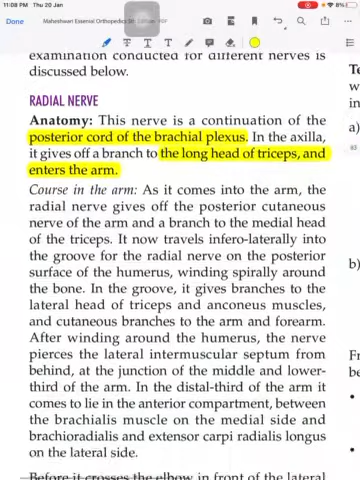 11:08 PM Thu 20 Jan
8%
Done
examination conducted for different nerves is
discussed below.
RADIAL NERVE
Anatomy: This nerve is a continuation of the
posterior cord of the brachial plexus. In the axilla,
it gives off a branch to the long head of triceps, and
enters the arm.
Course in the arm: As it comes into the arm, the
radial nerve gives off the posterior cutaneous
nerve of the arm and a branch to the medial head
of the triceps. It now travels infero-laterally into
the groove for the radial nerve on the posterior
surface of the humerus, winding spirally around
the bone. In the groove, it gives branches to the
lateral head of triceps and anconeus muscles,
and cutaneous branches to the arm and forearm.
After winding around the humerus, the nerve
pierces the lateral intermuscular septum from
behind, at the junction of the middle and lower-
third of the arm. In the distal-third of the arm it
comes to lie in the anterior compartment, between
the brachialis muscle on the medial side and
brachioradialis and extensor carpi radialis longus
on the lateral side.
Before it crosses the elbow in front of the lateral
a)
b)